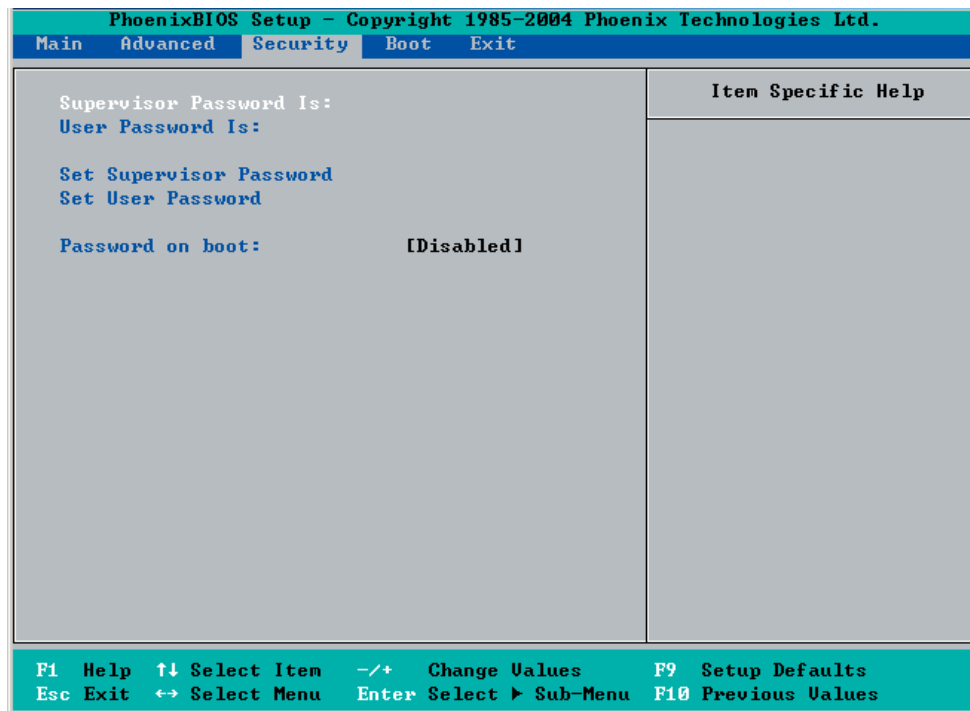 PhoenixBIOS Setup - Copyright 1985-2004 Phoenix Technologies Ltd.
Main Advanced Security Boot Exit
Item Specific Help
Supervisor Password Is:
User Password Is:
Set Supervisor Password
Set User Password
Password on boot: [Disabled]
F1 Help ↑↓ Select Item -/+ Change Values F9 Setup Defaults
Esc Exit ↔ Select Menu Enter Select ▶ Sub-Menu F10 Previous Values